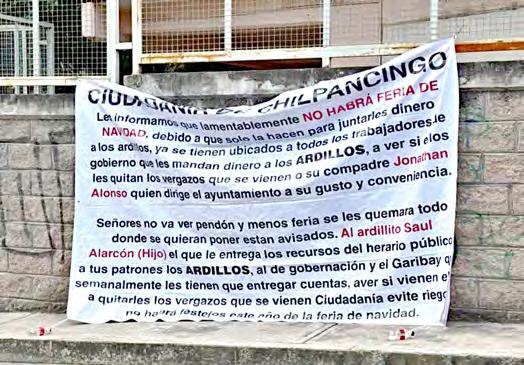 CIUDADANIA DE CHILPANCINGO
Les informamos que lamentablemente NO HABRÁ FERIA DE
NAVIDAD, debido a que solo la hacen para juntarles dinero
a los ardillos, ya se tienen ubicados a todos los trabajadores de
gobierno que les mandan dinero a los ARDILLOS, a ver si ellos
les quitan los vergazos que se vienen o su compadre Jonathan
Alonso quien dirige el ayuntamiento a su gusto y conveniencia.
Señores no va ver pendón y menos feria se les quemara todo
donde se quieran poner estan avisados. Al ardillito Saul
Alarcón (Hijo) el que le entrega los recursos del herario público
a tus patrones los ARDILLOS, al de gobernación y el Garibay q
semanalmente les tienen que entregar cuentas, aver si vienen e
a quitarles los vergazos que se vienen Ciudadanía evite riego
no habrá festejos este año de la feria de navidad.